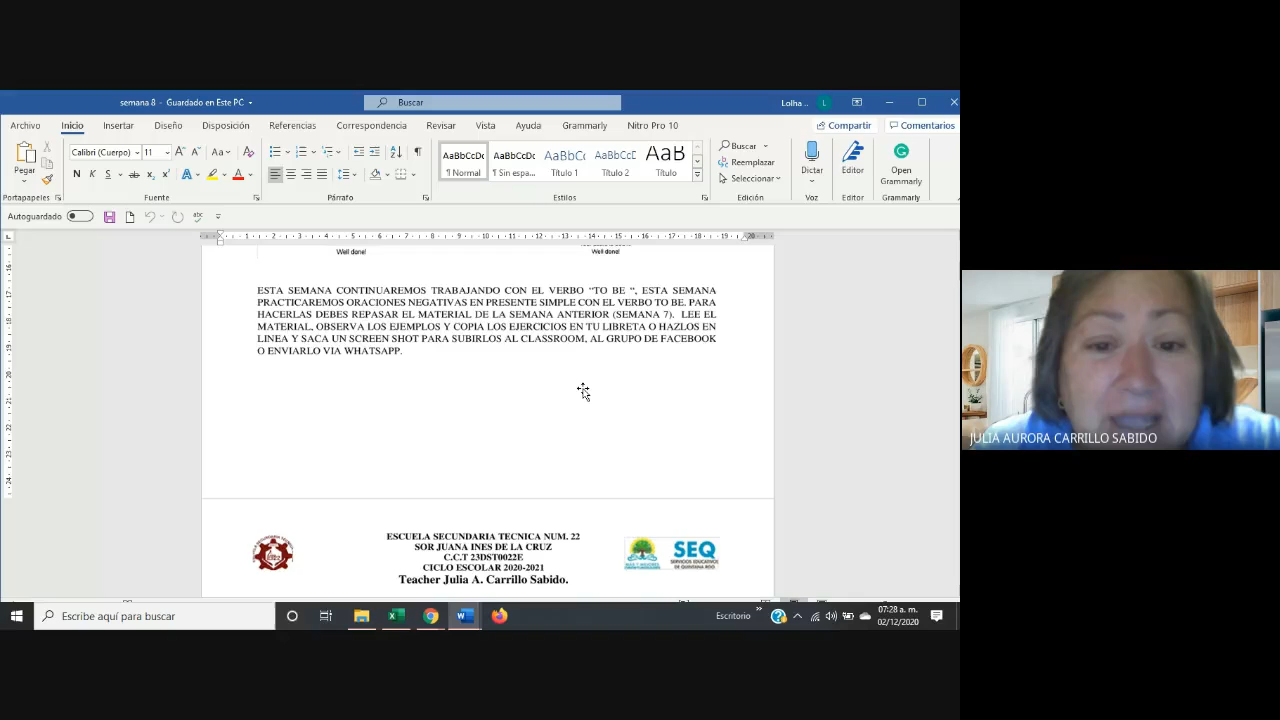 semana 8 - Guardado en Este PC
Buscar
Lolha ..
L
Archivo Inicio Insertar Diseño Disposición Referencias Correspondencia Revisar Vista Ayuda Grammarly Nitro Pro 10 Compartir Comentarios
Pegar
Calibri (Cuerpo) 11
AaBbCcDc AaBbCcDc AaBbCc AaBbCcE AaB
¶ Normal ¶ Sin espa... Título 1 Título 2 Título
Buscar
Reemplazar
Seleccionar
Dictar
Editor
Open Grammarly
Portapapeles Fuente Párrafo Estilos Edición Voz Editor Grammarly
Autoguardado
Well done! Well done!
ESTA SEMANA CONTINUAREMOS TRABAJANDO CON EL VERBO “TO BE “, ESTA SEMANA
PRACTICAREMOS ORACIONES NEGATIVAS EN PRESENTE SIMPLE CON EL VERBO TO BE. PARA
HACERLAS DEBES REPASAR EL MATERIAL DE LA SEMANA ANTERIOR (SEMANA 7). LEE EL
MATERIAL, OBSERVA LOS EJEMPLOS Y COPIA LOS EJERCICIOS EN TU LIBRETA O HAZLOS EN
LINEA Y SACA UN SCREEN SHOT PARA SUBIRLOS AL CLASSROOM, AL GRUPO DE FACEBOOK
O ENVIARLO VIA WHATSAPP.
ESCUELA SECUNDARIA TECNICA NUM. 22
SOR JUANA INES DE LA CRUZ
C.C.T 23DST0022E
CICLO ESCOLAR 2020-2021
Teacher Julia A. Carrillo Sabido.
SEQ
SERVICIOS EDUCATIVOS
DE QUINTANA ROO
Escribe aquí para buscar
Escritorio
07:28 a. m.
02/12/2020
JULIA AURORA CARRILLO SABIDO